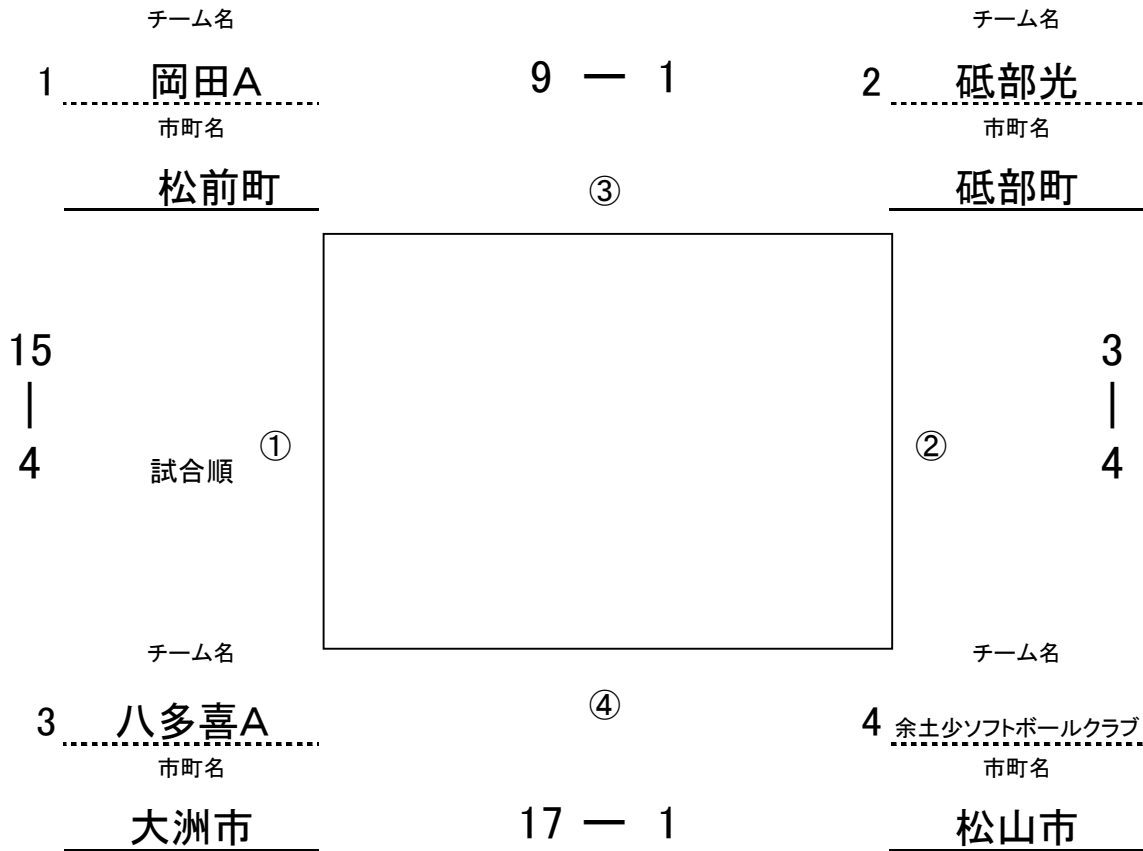 チーム名 チーム名
1 岡田A 9 ー 1 2 砥部光
市町名 市町名
松前町 ③ 砥部町
15 3
| |
4 試合順 ① ② 4
チーム名 チーム名
3 八多喜A ④ 4 余土少ソフトボールクラブ
市町名 市町名
大洲市 17 ー 1 松山市